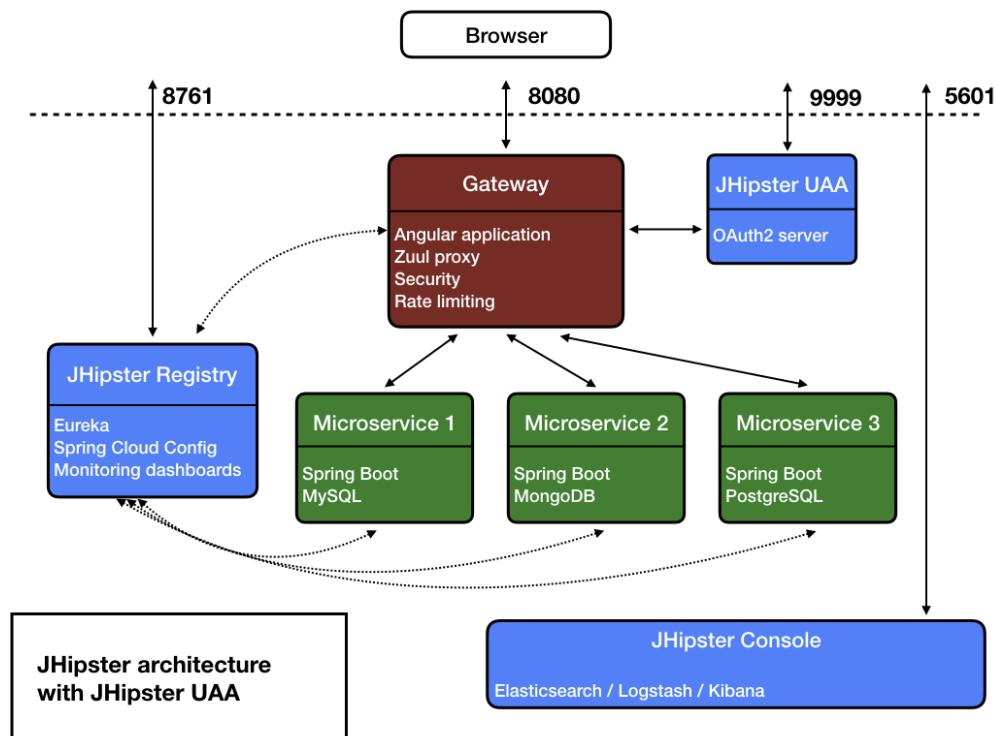 Browser
8761
8080
9999
5601
Gateway
Angular application
Zuul proxy
Security
Rate limiting
JHipster UAA
OAuth2 server
JHipster Registry
Eureka
Spring Cloud Config
Monitoring dashboards
Microservice 1
Spring Boot
MySQL
Microservice 2
Spring Boot
MongoDB
Microservice 3
Spring Boot
PostgreSQL
JHipster architecture
with JHipster UAA
JHipster Console
Elasticsearch / Logstash / Kibana